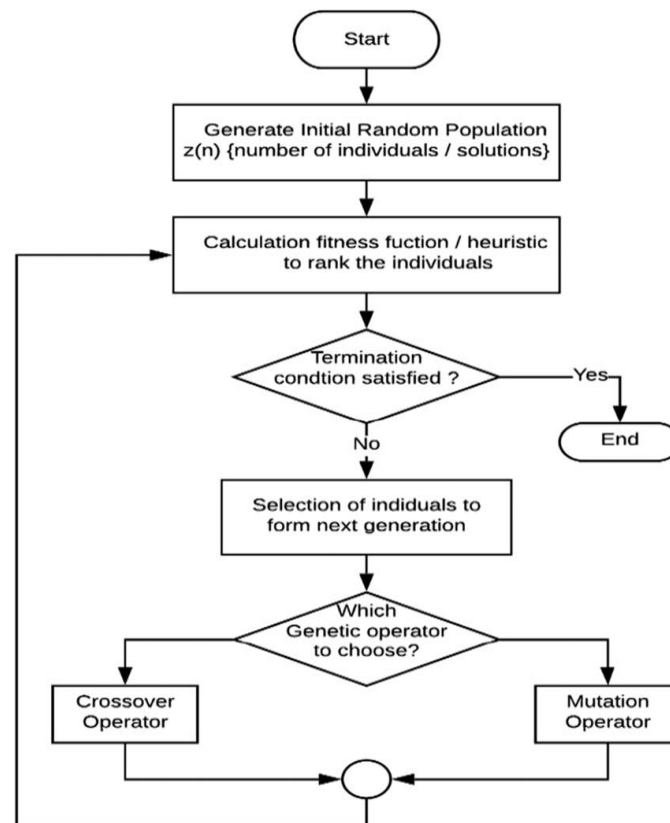 Start
Generate Initial Random Population
z(n) {number of individuals / solutions}
Calculation fitness fuction / heuristic
to rank the individuals
Termination
condtion satisfied ?
Yes
End
No
Selection of indiduals to
form next generation
Which
Genetic operator
to choose?
Crossover
Operator
Mutation
Operator